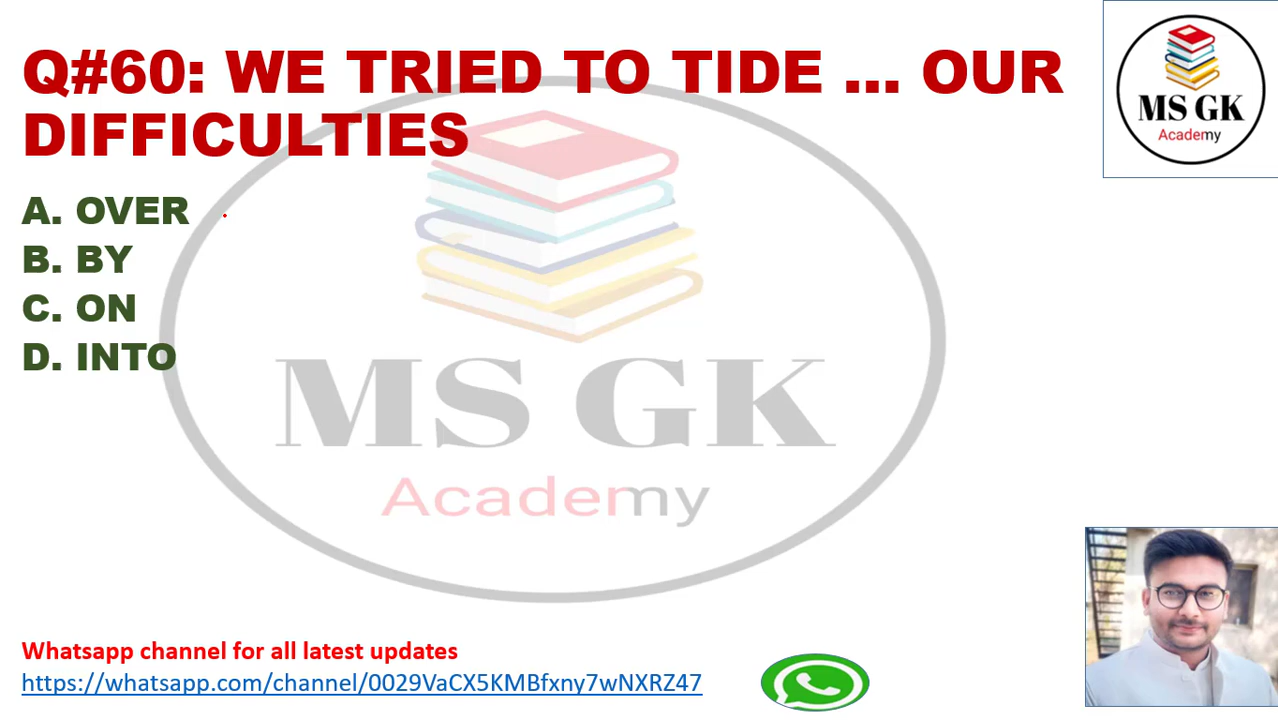 Q#60: WE TRIED TO TIDE ... OUR
DIFFICULTIES
MS GK
Academy
A. OVER
B. BY
C. ON
D. INTO
MS GK
Academy
Whatsapp channel for all latest updates
https://whatsapp.com/channel/0029VaCX5KMBfxny7wNXRZ47